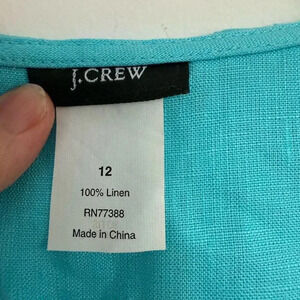 J.CREW
12
100% Linen
RN77388
Made in China